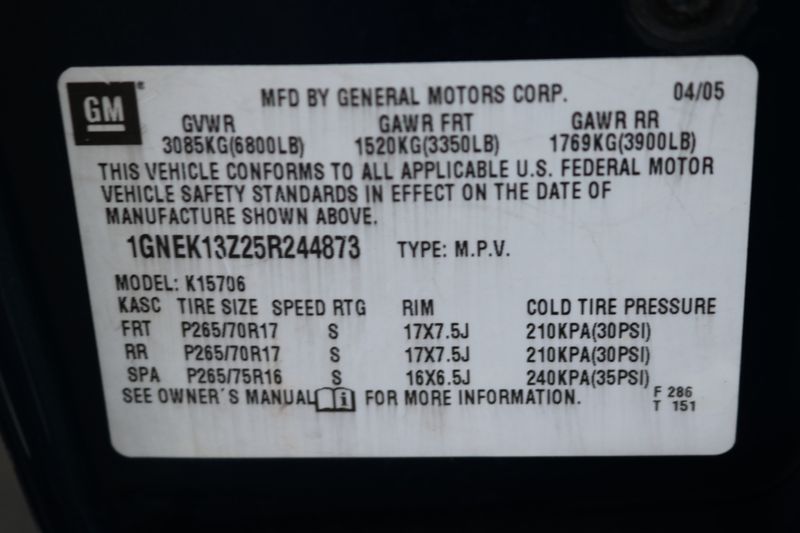 GM® MFD BY GENERAL MOTORS CORP. 04/05
GVWR GAWR FRT GAWR RR
3085KG(6800LB) 1520KG(3350LB) 1769KG(3900LB)
THIS VEHICLE CONFORMS TO ALL APPLICABLE U.S. FEDERAL MOTOR
VEHICLE SAFETY STANDARDS IN EFFECT ON THE DATE OF
MANUFACTURE SHOWN ABOVE.
1GNEK13Z25R244873 TYPE: M.P.V.
MODEL: K15706
KASC TIRE SIZE SPEED RTG RIM COLD TIRE PRESSURE
FRT P265/70R17 S 17X7.5J 210KPA(30PSI)
RR P265/70R17 S 17X7.5J 210KPA(30PSI)
SPA P265/75R16 S 16X6.5J 240KPA(35PSI)
SEE OWNER'S MANUAL i FOR MORE INFORMATION. F 286
T 151